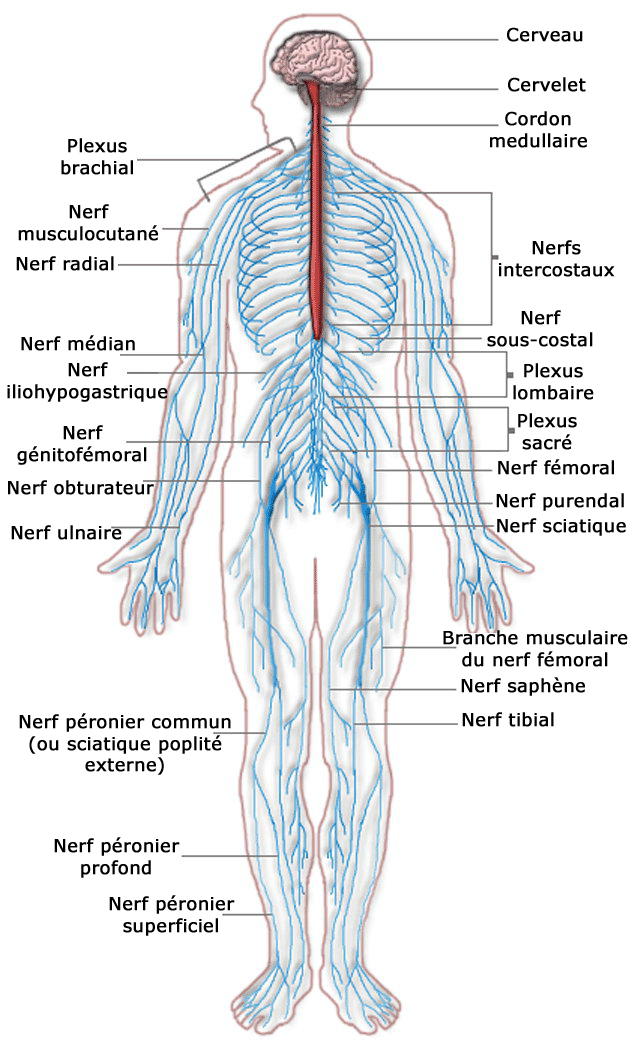 Cerveau
Cervelet
Cordon
medullaire
Plexus
brachial
Nerf
musculocutané
Nerf radial
Nerfs
intercostaux
Nerf
sous-costal
Nerf médian
Nerf
iliohypogastrique
Plexus
lombaire
Plexus
sacré
Nerf
génitofémoral
Nerf fémoral
Nerf obturateur
Nerf purendal
Nerf sciatique
Nerf ulnaire
Branche musculaire
du nerf fémoral
Nerf saphène
Nerf tibial
Nerf péronier commun
(ou sciatique poplité
externe)
Nerf péronier
profond
Nerf péronier
superficiel